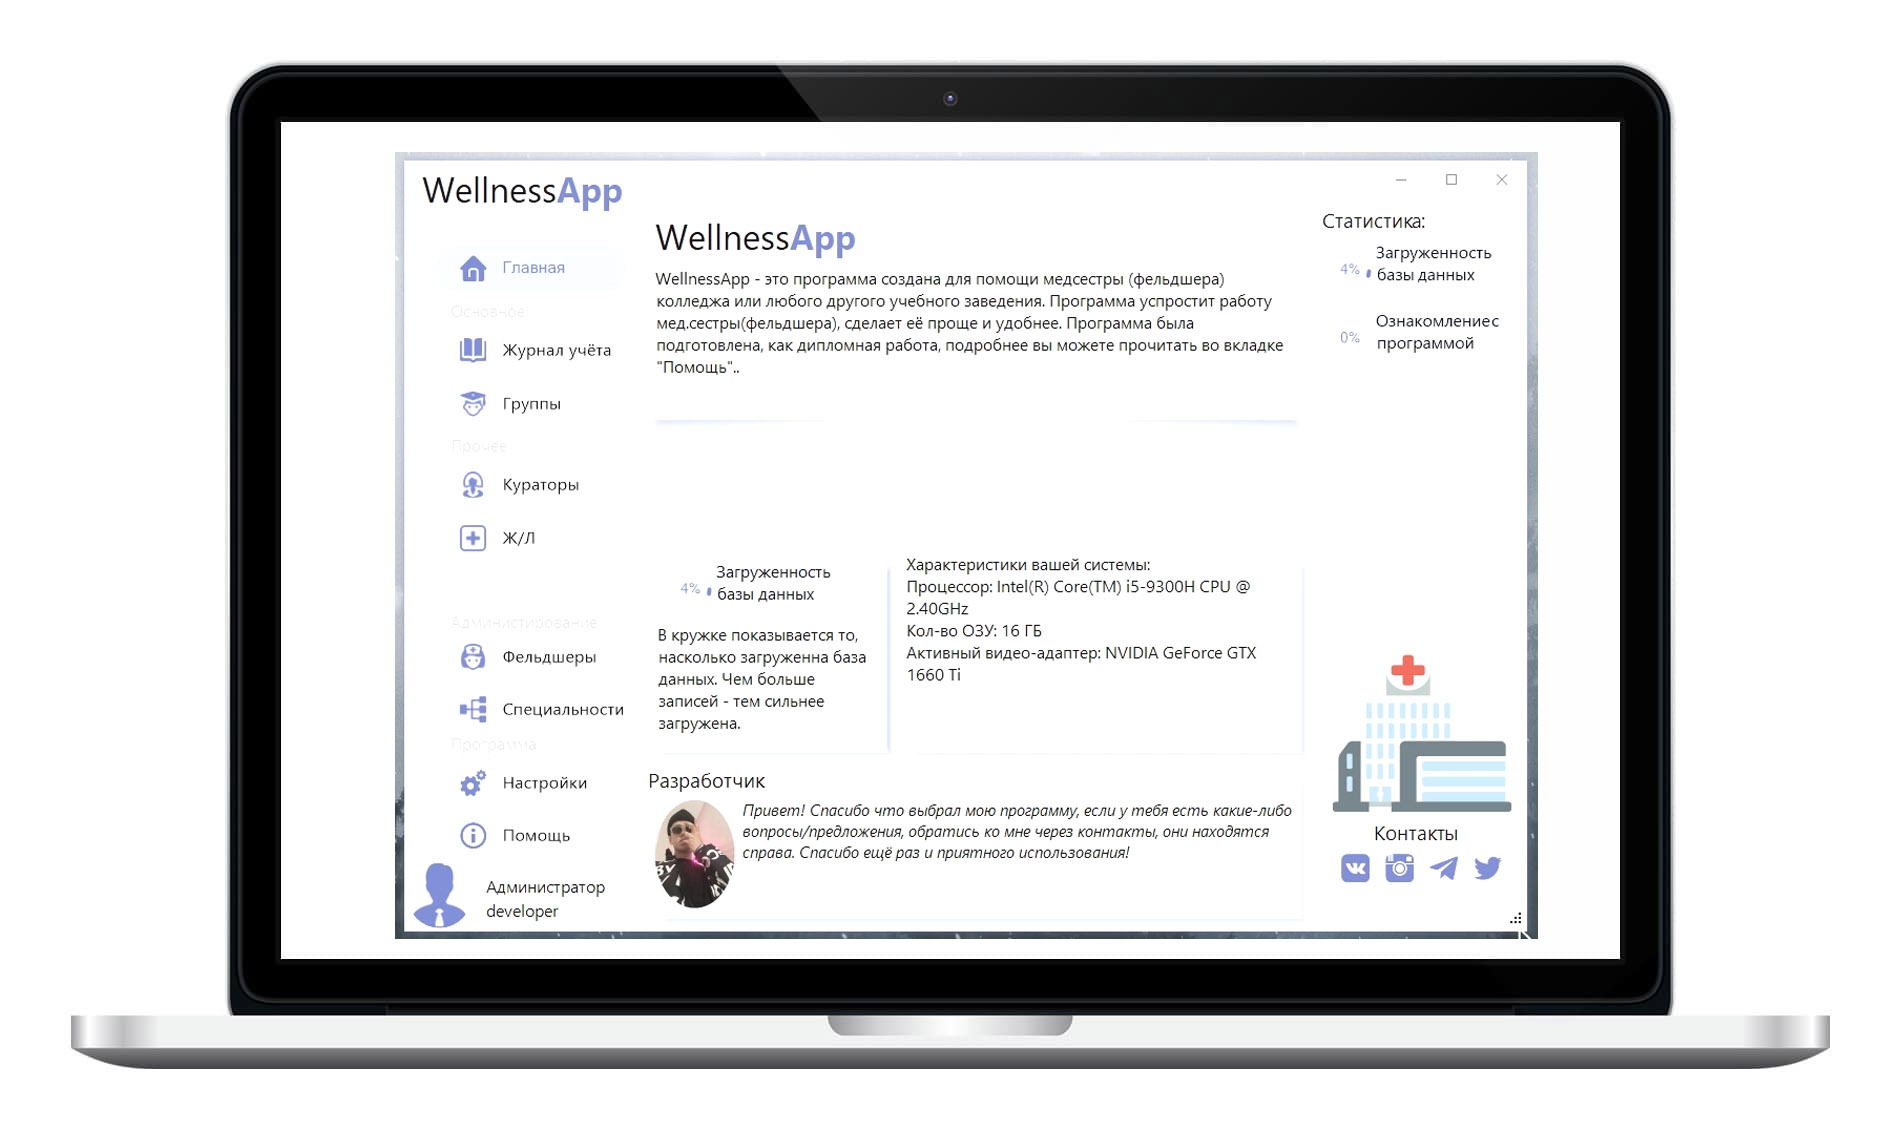 WellnessApp
Главная
Основное
Журнал учёта
Группы
Прочее
Кураторы
Ж/Л
Администирование
Фельдшеры
Специальности
Программа
Настройки
Помощь
Администратор
developer
WellnessApp
WellnessApp - это программа создана для помощи медсестры (фельдшера)
колледжа или любого другого учебного заведения. Программа успростит работу
мед.сестры(фельдшера), сделает её проще и удобнее. Программа была
подготовлена, как дипломная работа, подробнее вы можете прочитать во вкладке
"Помощь"..
4%
Загруженность
базы данных
В кружке показывается то,
насколько загруженна база
данных. Чем больше
записей - тем сильнее
загружена.
Характеристики вашей системы:
Процессор: Intel(R) Core(TM) i5-9300H CPU @
2.40GHz
Кол-во ОЗУ: 16 ГБ
Активный видео-адаптер: NVIDIA GeForce GTX
1660 Ti
Разработчик
Привет! Спасибо что выбрал мою программу, если у тебя есть какие-либо
вопросы/предложения, обратись ко мне через контакты, они находятся
справа. Спасибо ещё раз и приятного использования!
Статистика:
4%
Загруженность
базы данных
0%
Ознакомлениес
программой
Контакты